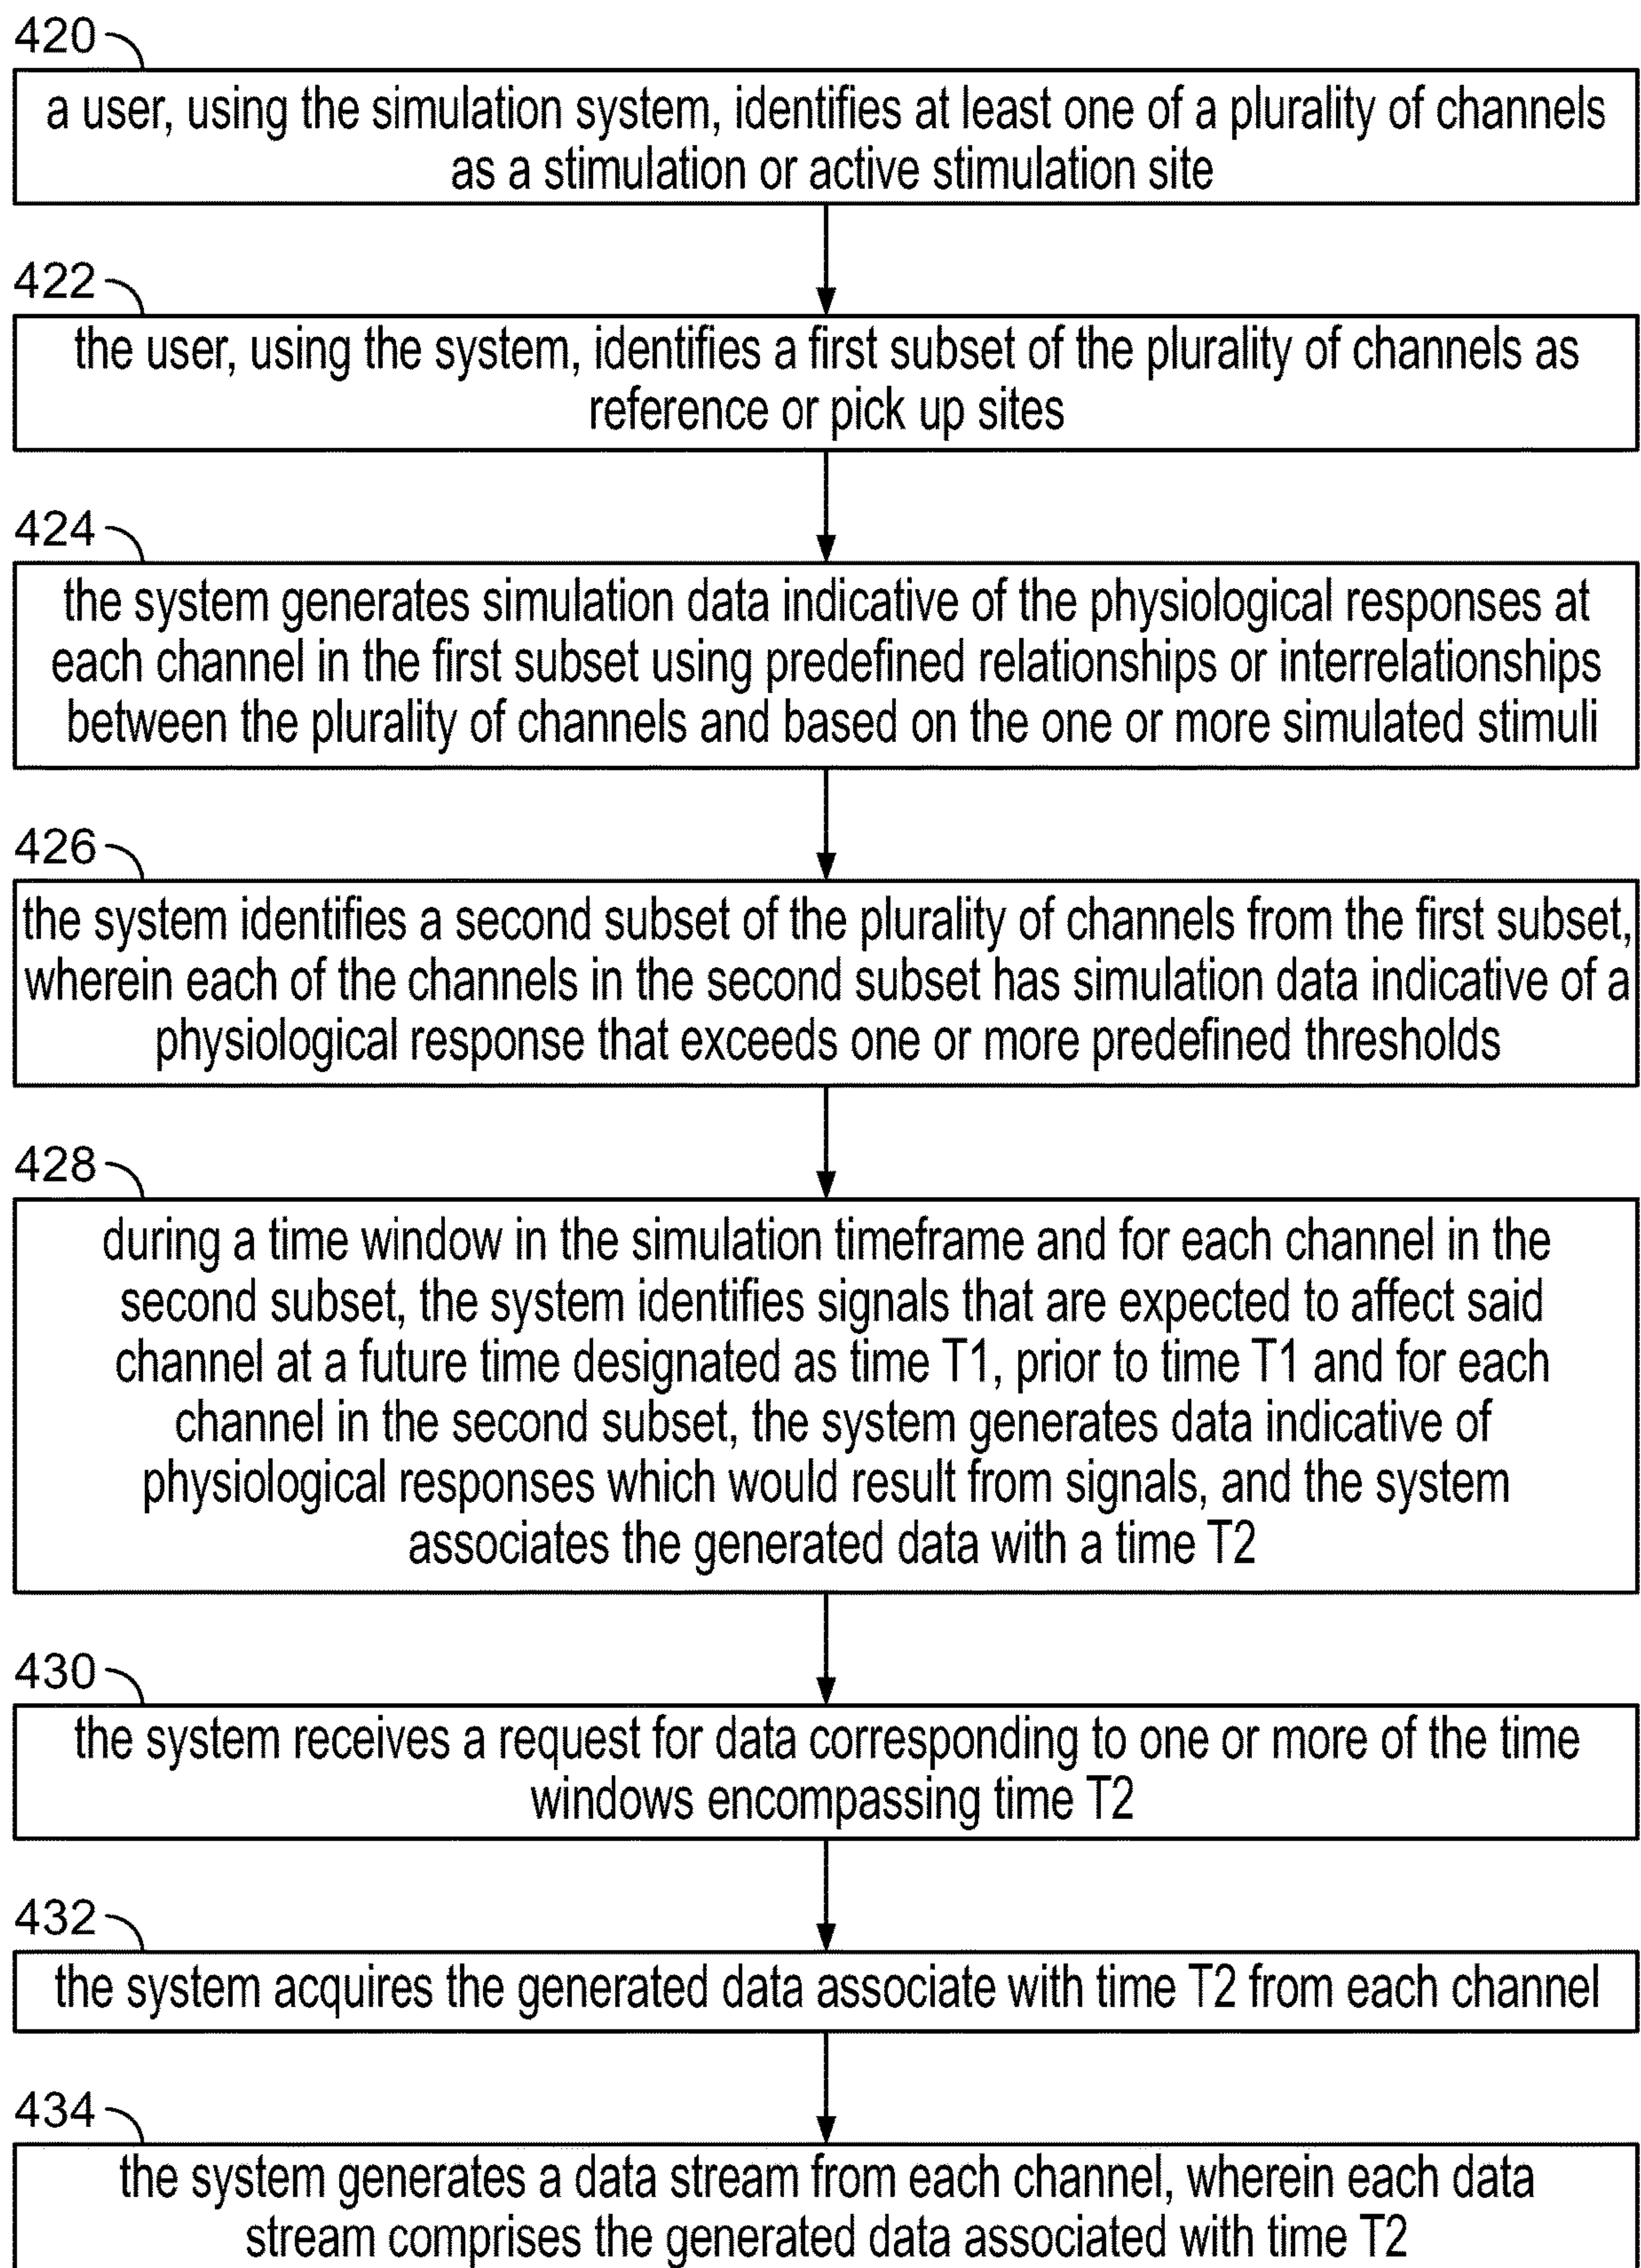 420
a user, using the simulation system, identifies at least one of a plurality of channels
as a stimulation or active stimulation site
422
the user, using the system, identifies a first subset of the plurality of channels as
reference or pick up sites
424
the system generates simulation data indicative of the physiological responses at
each channel in the first subset using predefined relationships or interrelationships
between the plurality of channels and based on the one or more simulated stimuli
426
the system identifies a second subset of the plurality of channels from the first subset,
wherein each of the channels in the second subset has simulation data indicative of a
physiological response that exceeds one or more predefined thresholds
428
during a time window in the simulation timeframe and for each channel in the
second subset, the system identifies signals that are expected to affect said
channel at a future time designated as time T1, prior to time T1 and for each
channel in the second subset, the system generates data indicative of
physiological responses which would result from signals, and the system
associates the generated data with a time T2
430
the system receives a request for data corresponding to one or more of the time
windows encompassing time T2
432
the system acquires the generated data associate with time T2 from each channel
434
the system generates a data stream from each channel, wherein each data
stream comprises the generated data associated with time T2